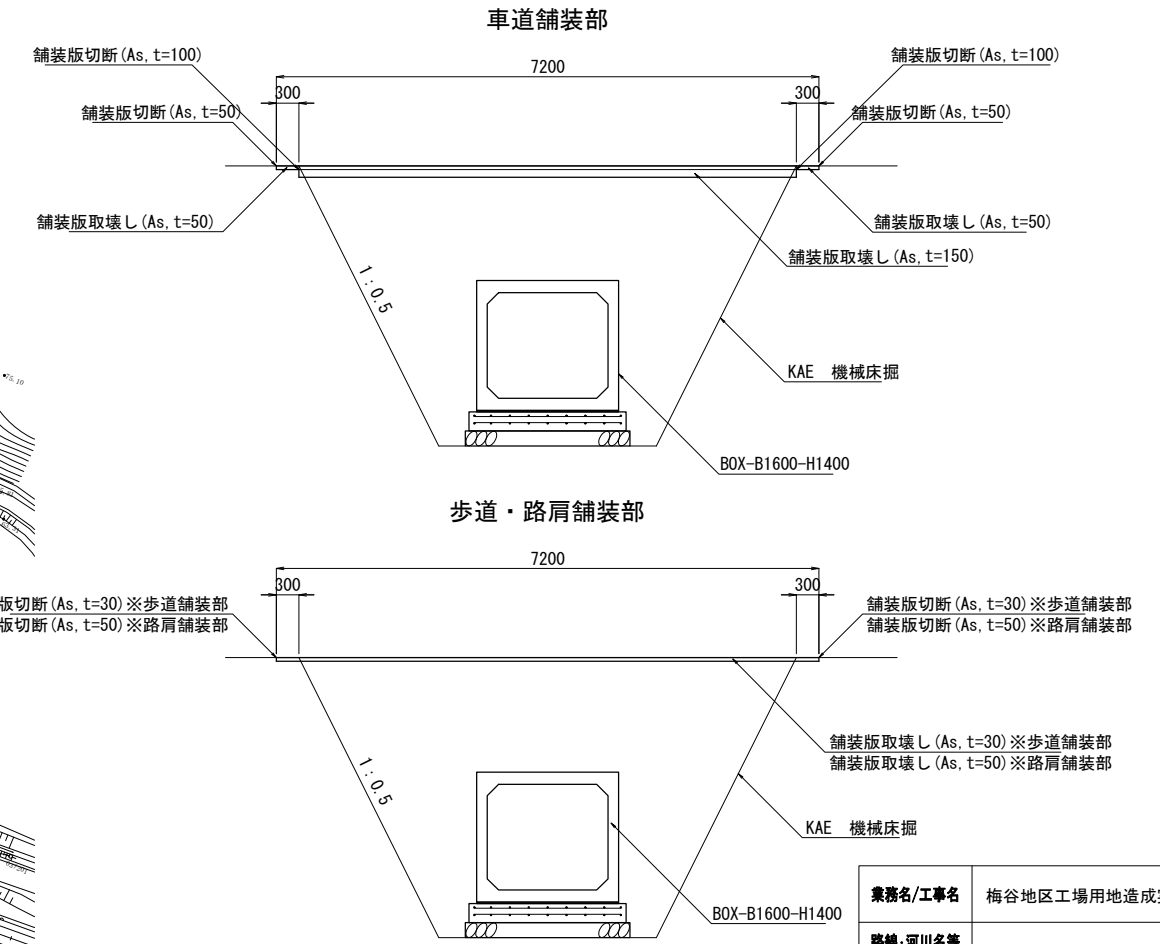 車道舗装部
舗装版切断(As, t=100)
7200
舗装版切断(As, t=100)
300
300
舗装版切断(As, t=50)
舗装版切断(As, t=50)
舗装版取壊し(As, t=50)
舗装版取壊し(As, t=50)
舗装版取壊し(As, t=150)
1:0.5
KAE 機械床掘
75.10
BOX-B1600-H1400
歩道・路肩舗装部
7200
300
300
版切断(As, t=30)※歩道舗装部
版切断(As, t=50)※路肩舗装部
舗装版切断(As, t=30)※歩道舗装部
舗装版切断(As, t=50)※路肩舗装部
舗装版取壊し(As, t=30)※歩道舗装部
舗装版取壊し(As, t=50)※路肩舗装部
1:0.5
KAE 機械床掘
BOX-B1600-H1400
業務名/工事名 梅谷地区工場用地造成
路線・河川名等